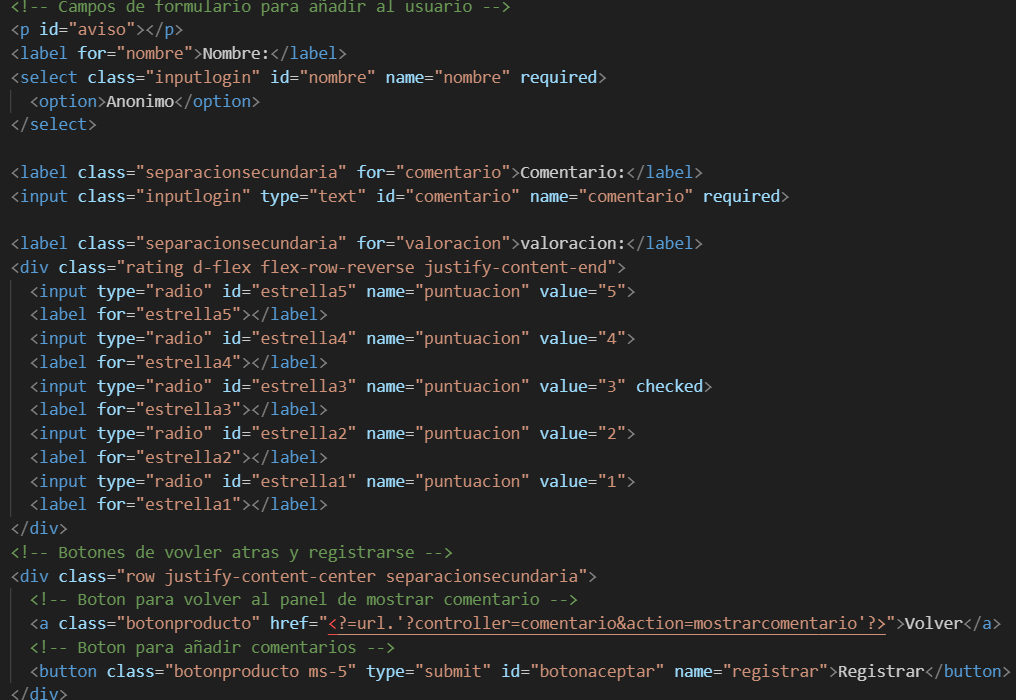 <!-- Campos de formulario para añadir al usuario -->
<p id="aviso"></p>
<label for="nombre">Nombre:</label>
<select class="inputlogin" id="nombre" name="nombre" required>
<option>Anonimo</option>
</select>
<label class="separacionsecundaria" for="comentario">Comentario:</label>
<input class="inputlogin" type="text" id="comentario" name="comentario" required>
<label class="separacionsecundaria" for="valoracion">valoracion:</label>
<div class="rating d-flex flex-row-reverse justify-content-end">
<input type="radio" id="estrella5" name="puntuacion" value="5">
<label for="estrella5"></label>
<input type="radio" id="estrella4" name="puntuacion" value="4">
<label for="estrella4"></label>
<input type="radio" id="estrella3" name="puntuacion" value="3" checked>
<label for="estrella3"></label>
<input type="radio" id="estrella2" name="puntuacion" value="2">
<label for="estrella2"></label>
<input type="radio" id="estrella1" name="puntuacion" value="1">
<label for="estrella1"></label>
</div>
<!-- Botones de vovler atras y registrarse -->
<div class="row justify-content-center separacionsecundaria">
<!-- Boton para volver al panel de mostrar comentario -->
<a class="botonproducto" href="<?=url.'?controller=comentario&action=mostrarcomentario'?>">Volver</a>
<!-- Boton para añadir comentarios -->
<button class="botonproducto ms-5" type="submit" id="botonaceptar" name="registrar">Registrar</button>
</div>